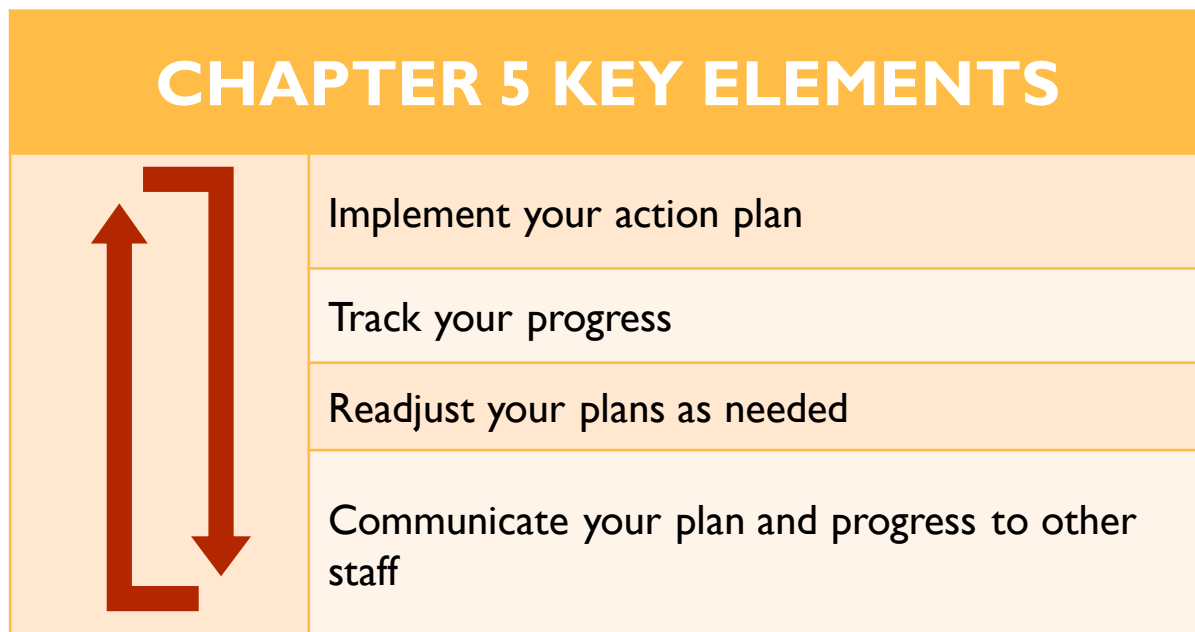 CHAPTER 5 KEY ELEMENTS
Implement your action plan
Track your progress
Readjust your plans as needed
Communicate your plan and progress to other
staff